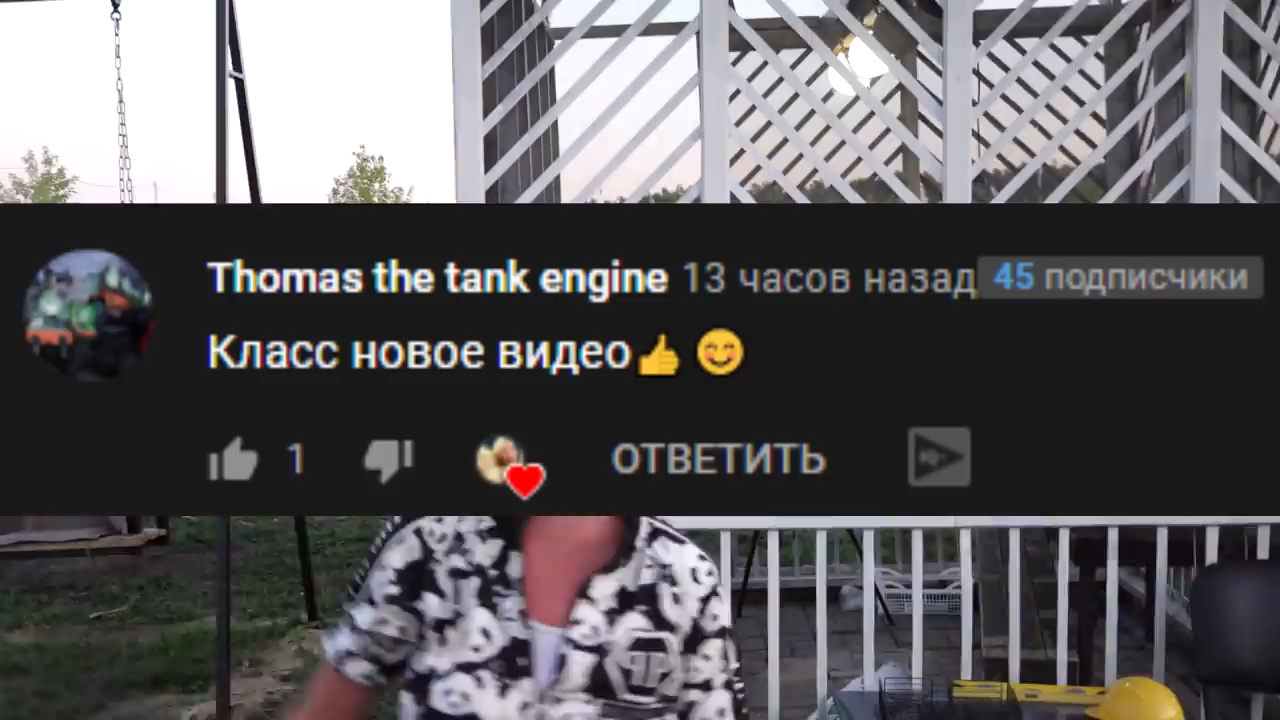 Thomas the tank engine 13 часов назад 45 подписчики
Класс новое видео👍 😊
1 ОТВЕТИТЬ